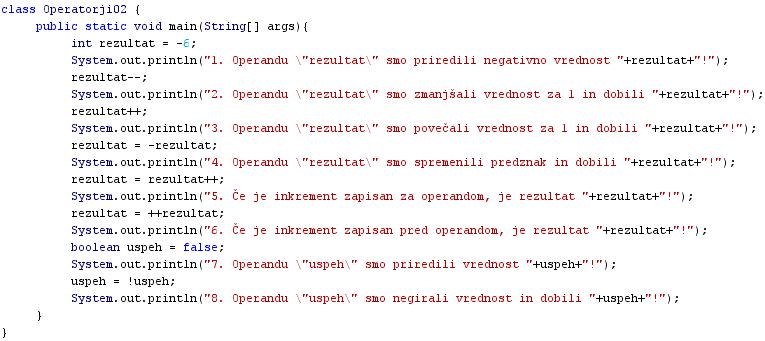 class Operatorji02 {
public static void main(String[] args){
int rezultat = -6;
System.out.println("1. Operandu \"rezultat\" smo priredili negativno vrednost "+rezultat+"!");
rezultat--;
System.out.println("2. Operandu \"rezultat\" smo zmanjšali vrednost za 1 in dobili "+rezultat+"!");
rezultat++;
System.out.println("3. Operandu \"rezultat\" smo povečali vrednost za 1 in dobili "+rezultat+"!");
rezultat = -rezultat;
System.out.println("4. Operandu \"rezultat\" smo spremenili predznak in dobili "+rezultat+"!");
rezultat = rezultat++;
System.out.println("5. Če je inkrement zapisan za operandom, je rezultat "+rezultat+"!");
rezultat = ++rezultat;
System.out.println("6. Če je inkrement zapisan pred operandom, je rezultat "+rezultat+"!");
boolean uspeh = false;
System.out.println("7. Operandu \"uspeh\" smo priredili vrednost "+uspeh+"!");
uspeh = !uspeh;
System.out.println("8. Operandu \"uspeh\" smo negirali vrednost in dobili "+uspeh+"!");
}
}